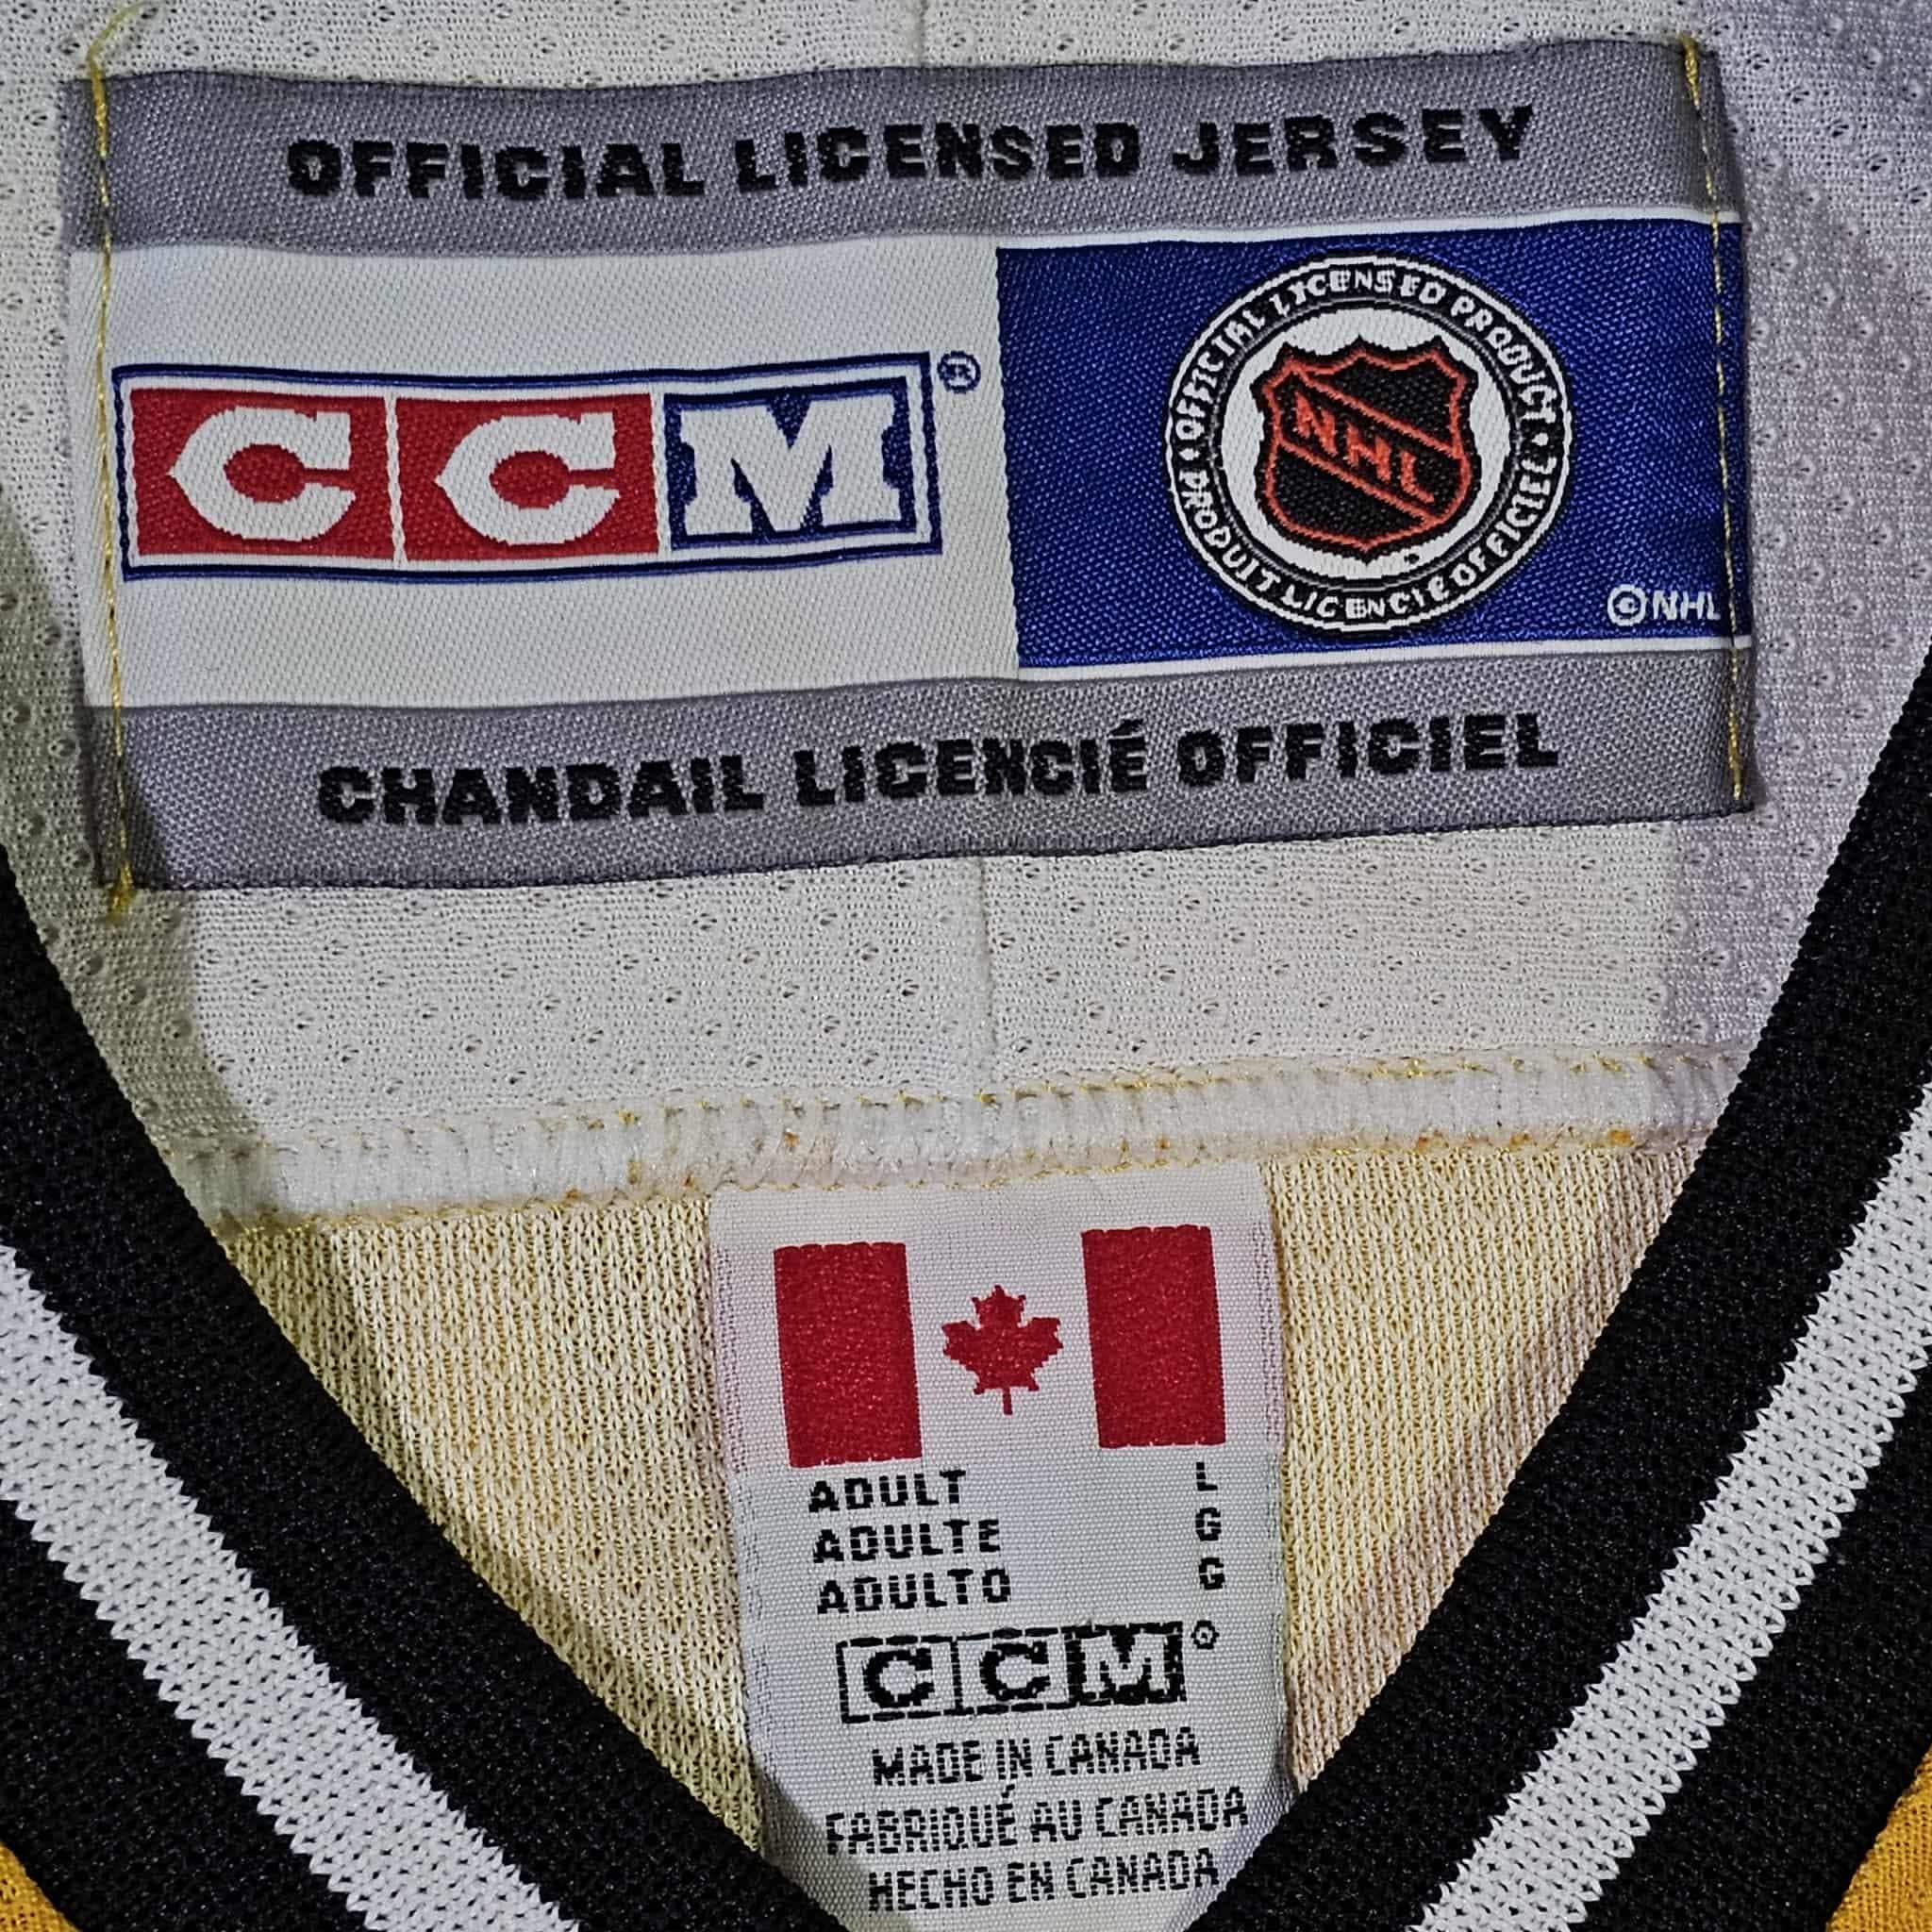 OFFICIAL LICENSED JERSEY
CCM®
OFFICIAL LICENSED PRODUCT
NHL
PRODUIT LICENCIÉ OFFICIEL
©NHL
CHANDAIL LICENCIÉ OFFICIEL
ADULT L
ADULTE G
ADULTO G
CCM®
MADE IN CANADA
FABRIQUÉ AU CANADA
HECHO EN CANADA